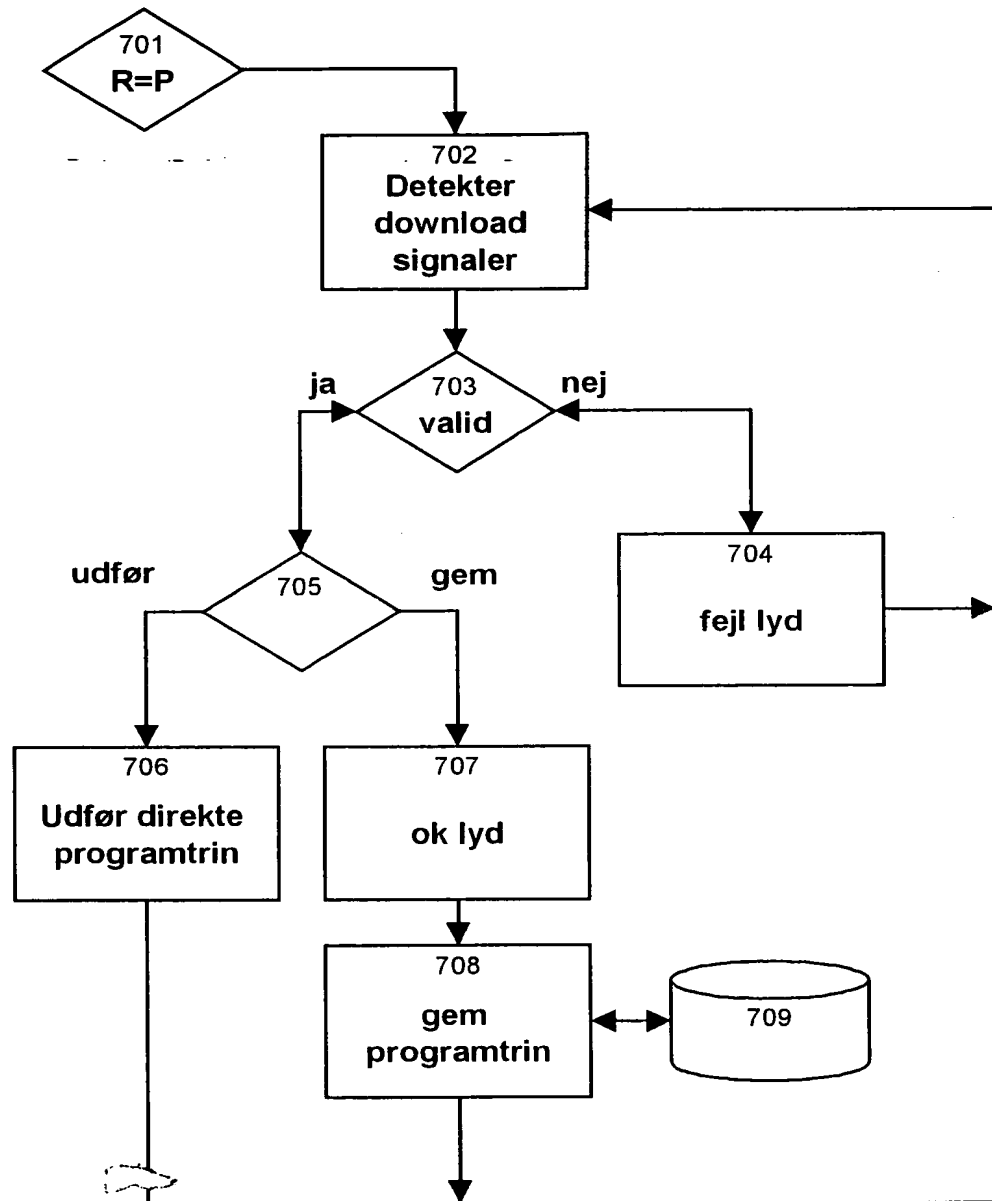 701
R=P
702
Detekter
download
signaler
ja
703
valid
nej
704
fejl lyd
udfør
705
gem
706
Udfør direkte
programtrin
707
ok lyd
708
gem
programtrin
709